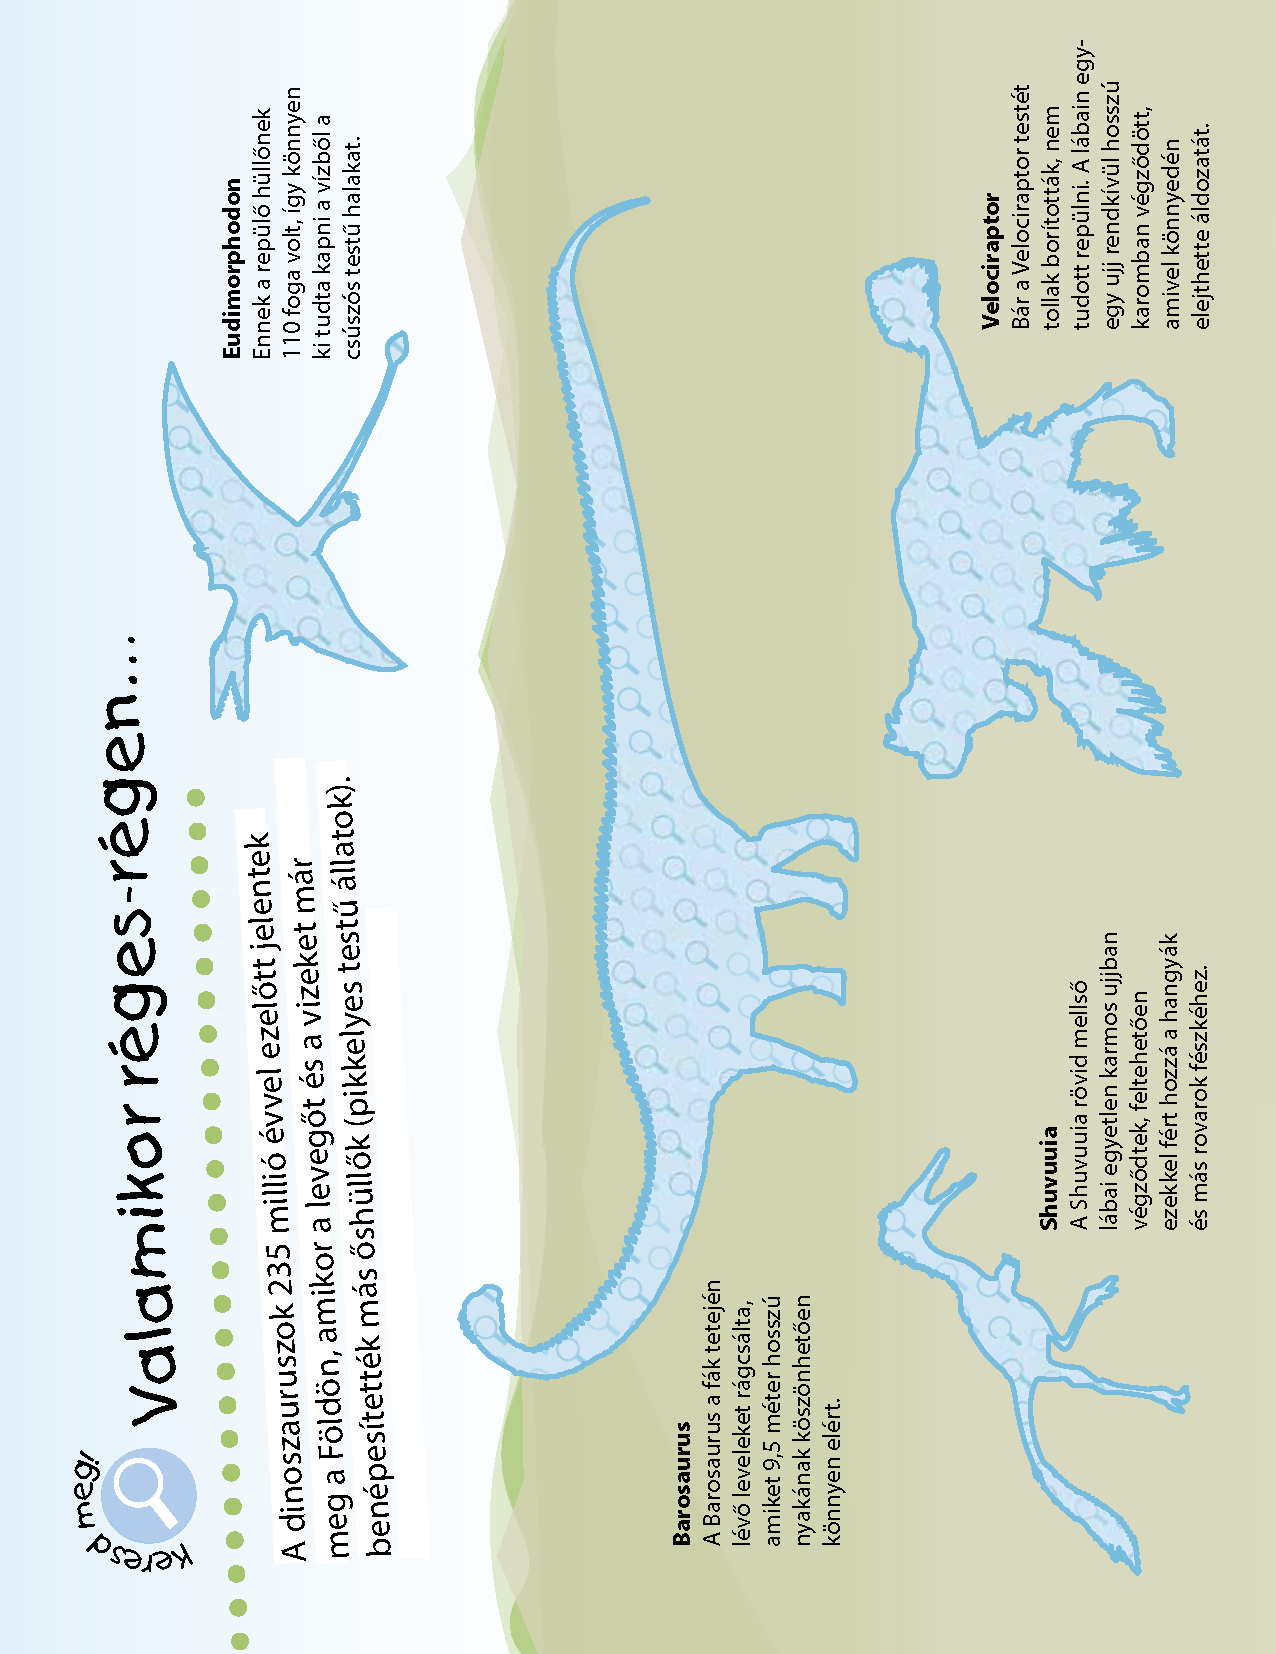 keresd meg!
Valamikor réges-régen...
A dinoszauruszok 235 millió évvel ezelőtt jelentek
meg a Földön, amikor a levegőt és a vizeket már
benépesítették más őshüllők (pikkelyes testű állatok).
Eudimorphodon
Ennek a repülő hüllőnek
110 foga volt, így könnyen
ki tudta kapni a vízből a
csúszós testű halakat.
Barosaurus
A Barosaurus a fák tetején
lévő leveleket rágcsálta,
amiket 9,5 méter hosszú
nyakának köszönhetően
könnyen elért.
Shuvuuia
A Shuvuuia rövid mellső
lábai egyetlen karmos ujjban
végződtek, feltehetően
ezekkel fért hozzá a hangyák
és más rovarok fészkéhez.
Velociraptor
Bár a Velociraptor testét
tollak borították, nem
tudott repülni. A lábain egy-
egy ujj rendkívül hosszú
karomban végződött,
amivel könnyedén
elejthette áldozatát.